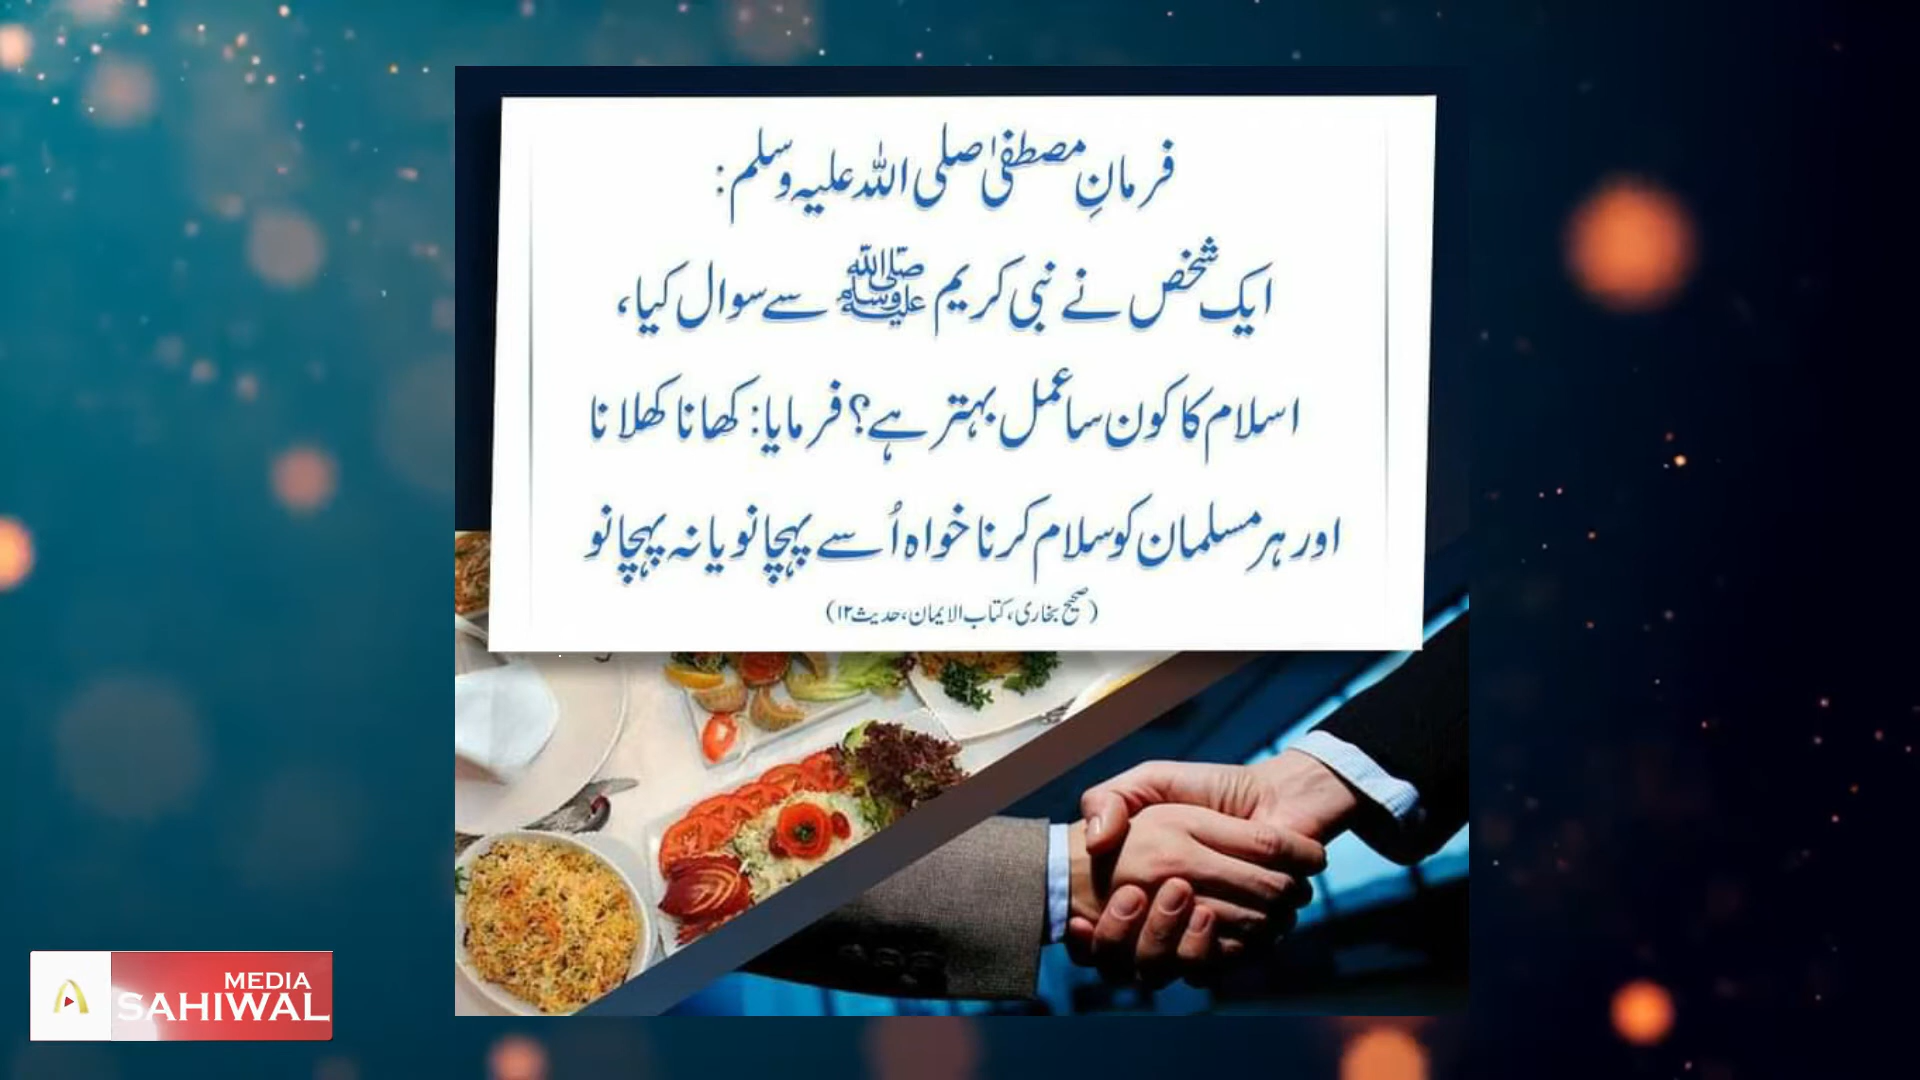 فرمانِ مصطفیٰ صلی اللہ علیہ وسلم:
ایک شخص نے نبی کریم ﷺ سے سوال کیا،
اسلام کا کون سا عمل بہتر ہے؟ فرمایا: کھانا کھلانا
اور ہر مسلمان کو سلام کرنا خواہ اُسے پہچانو یا نہ پہچانو
(صحیح بخاری، کتاب الایمان، حدیث ۱۲)
MEDIA
SAHIWAL